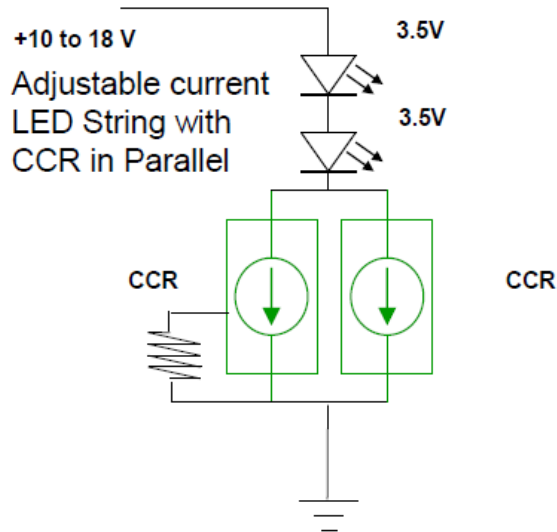 +10 to 18 V
3.5V
Adjustable current
LED String with
CCR in Parallel
3.5V
CCR
CCR